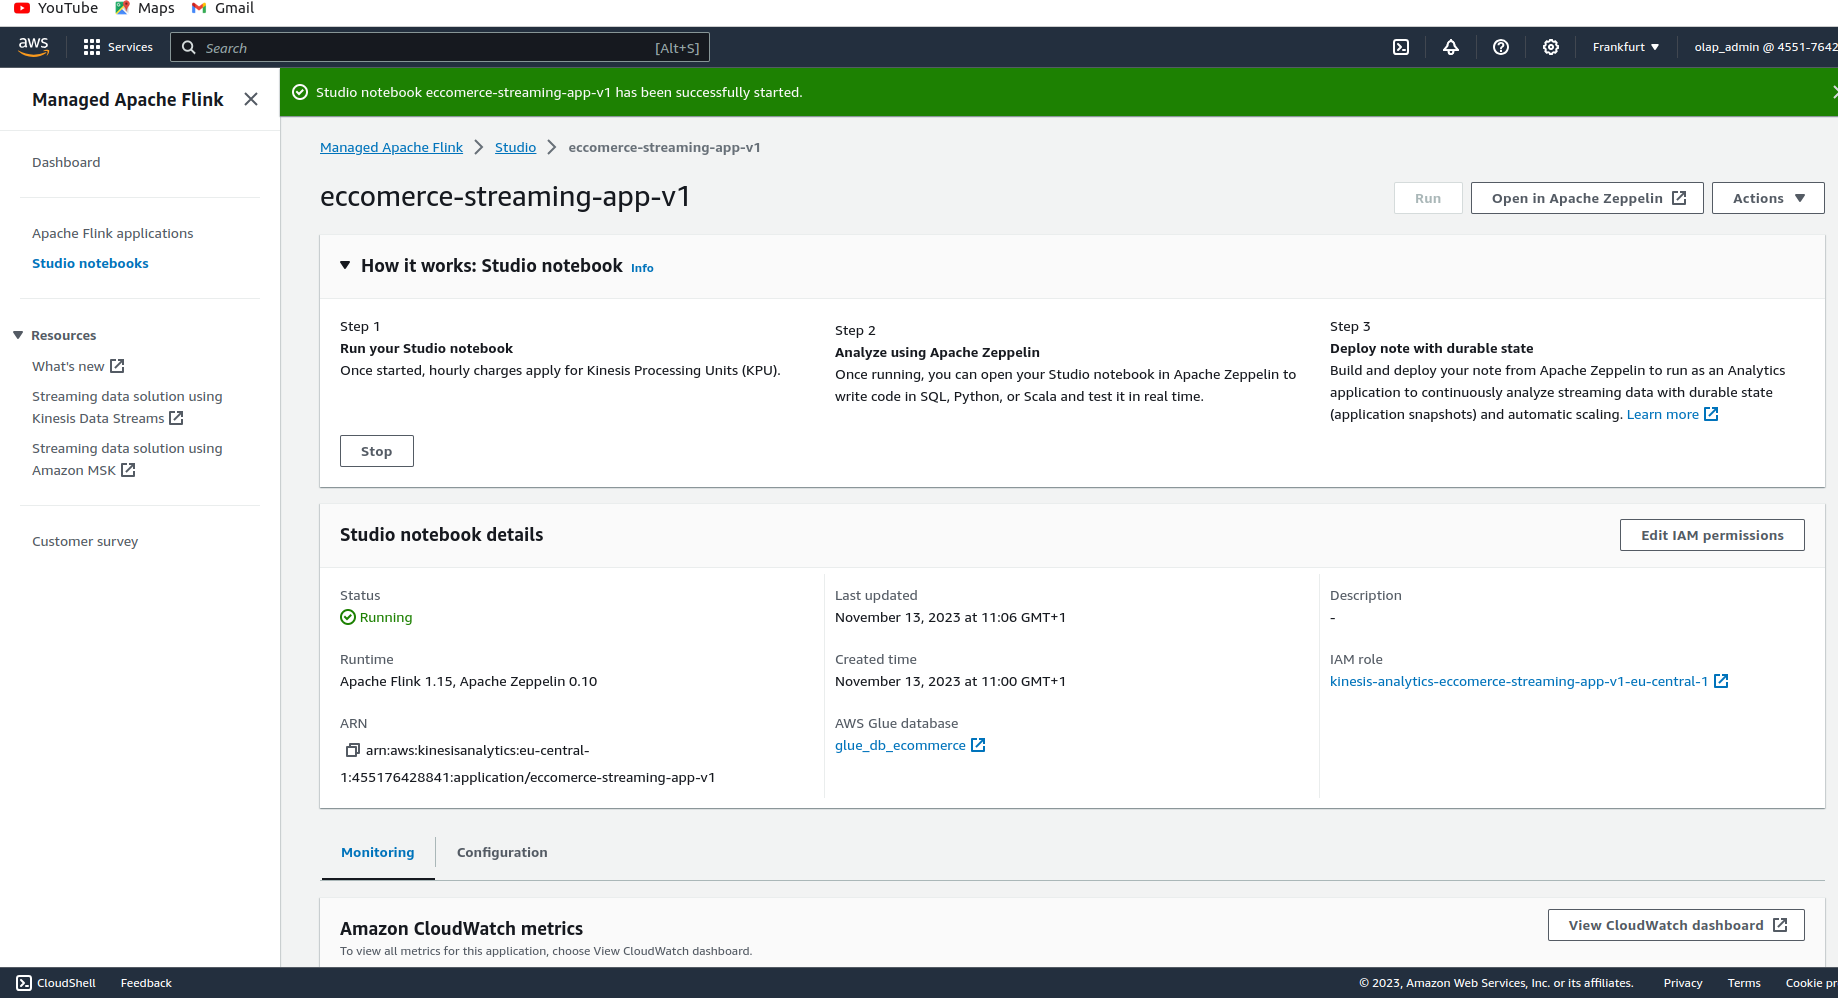 YouTube Maps Gmail
aws Services Search [Alt+S] Frankfurt olap_admin @ 4551-7642
Managed Apache Flink
Studio notebook eccomerce-streaming-app-v1 has been successfully started.
Dashboard
Apache Flink applications
Studio notebooks
Resources
What's new
Streaming data solution using
Kinesis Data Streams
Streaming data solution using
Amazon MSK
Customer survey
Managed Apache Flink Studio eccomerce-streaming-app-v1
eccomerce-streaming-app-v1
Run Open in Apache Zeppelin Actions
How it works: Studio notebook Info
Step 1
Run your Studio notebook
Once started, hourly charges apply for Kinesis Processing Units (KPU).
Stop
Step 2
Analyze using Apache Zeppelin
Once running, you can open your Studio notebook in Apache Zeppelin to
write code in SQL, Python, or Scala and test it in real time.
Step 3
Deploy note with durable state
Build and deploy your note from Apache Zeppelin to run as an Analytics
application to continuously analyze streaming data with durable state
(application snapshots) and automatic scaling. Learn more
Studio notebook details
Edit IAM permissions
Status
Running
Runtime
Apache Flink 1.15, Apache Zeppelin 0.10
ARN
arn:aws:kinesisanalytics:eu-central-
1:455176428841:application/eccomerce-streaming-app-v1
Last updated
November 13, 2023 at 11:06 GMT+1
Created time
November 13, 2023 at 11:00 GMT+1
AWS Glue database
glue_db_ecommerce
Description
-
IAM role
kinesis-analytics-eccomerce-streaming-app-v1-eu-central-1
Monitoring Configuration
Amazon CloudWatch metrics
To view all metrics for this application, choose View CloudWatch dashboard.
View CloudWatch dashboard
CloudShell Feedback © 2023, Amazon Web Services, Inc. or its affiliates. Privacy Terms Cookie pr